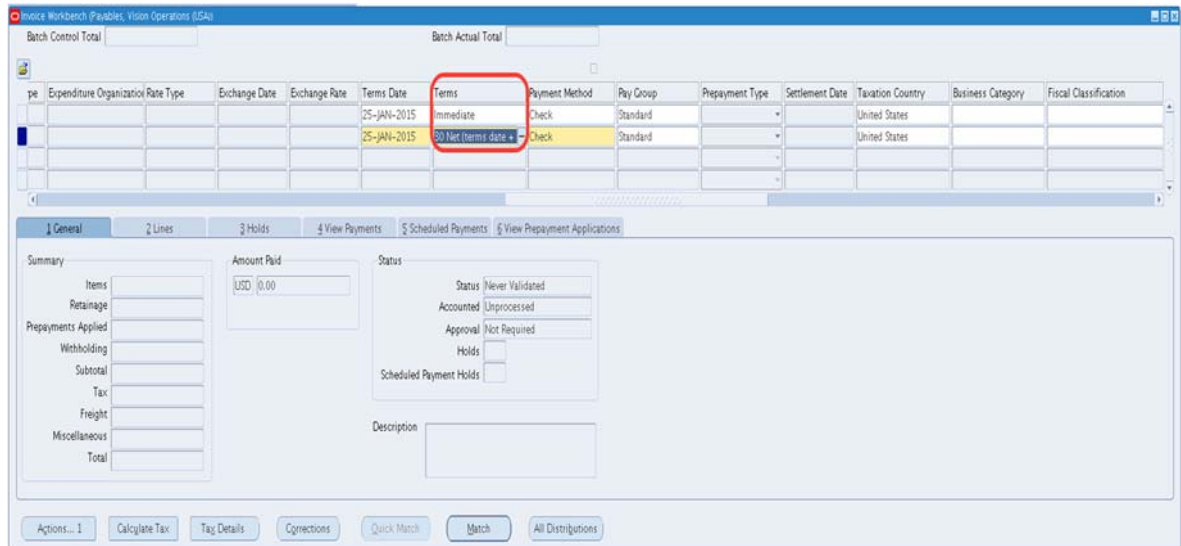 Invoice Workbench (Payables, Vision Operations (USA))
Batch Control Total Batch Actual Total
pe Expenditure Organization Rate Type Exchange Date Exchange Rate Terms Date Terms Payment Method Pay Group Prepayment Type Settlement Date Taxation Country Business Category Fiscal Classification
25-JAN-2015 Immediate Check Standard United States
25-JAN-2015 30 Net (terms date + Check Standard United States
1 General 2 Lines 3 Holds 4 View Payments 5 Scheduled Payments 6 View Prepayment Applications
Summary Amount Paid Status
Items USD 0.00 Status Never Validated
Retainage Accounted Unprocessed
Prepayments Applied Approval Not Required
Withholding Holds
Subtotal Scheduled Payment Holds
Tax
Freight
Miscellaneous Description
Total
Actions... 1 Calculate Tax Tax Details Corrections Quick Match Match All Distributions